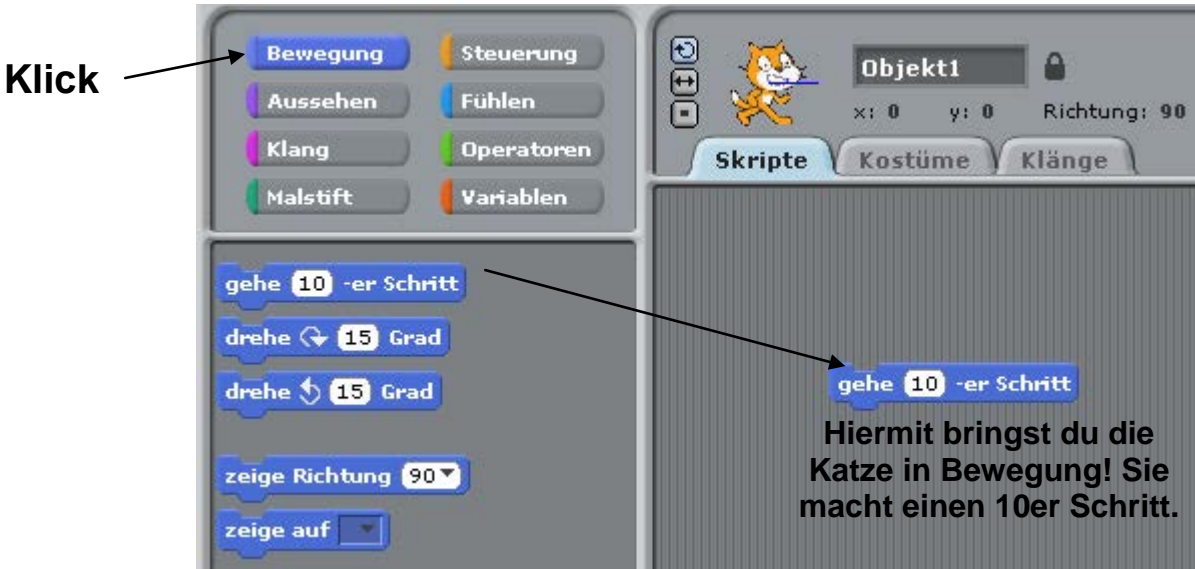 Klick
Bewegung Steuerung
Aussehen Fühlen
Klang Operatoren
Malstift Variablen
gehe 10 -er Schritt
drehe 15 Grad
drehe 15 Grad
zeige Richtung 90
zeige auf
Objekt1
x: 0 y: 0 Richtung: 90
Skripte Kostüme Klänge
gehe 10 -er Schritt
Hiermit bringst du die
Katze in Bewegung! Sie
macht einen 10er Schritt.